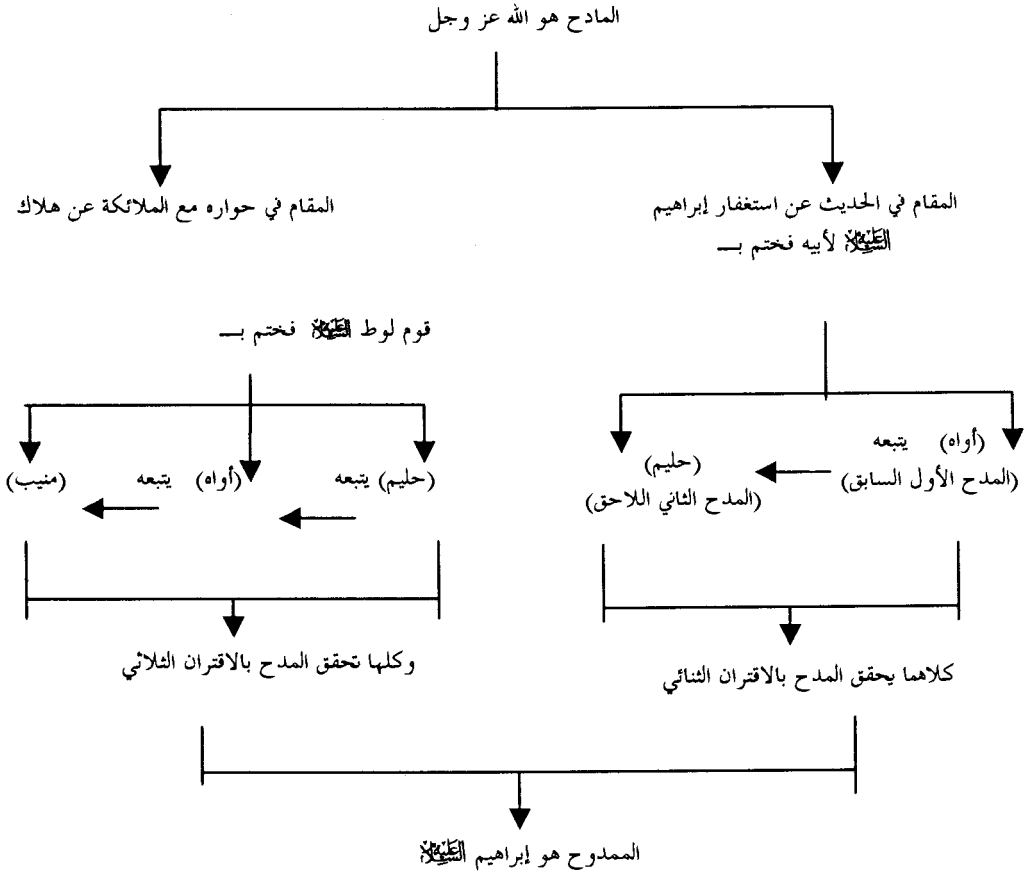 المادح هو الله عز وجل
المقام في الحديث عن استغفار إبراهيم
عليه السلام لأبيه فختم بـــ
المقام في حواره مع الملائكة عن هلاك
قوم لوط عليه السلام فختم بـــ
(أواه) يتبعه
(المدح الأول السابق)
(حليم)
(المدح الثاني اللاحق)
(حليم) يتبعه (أواه) يتبعه (منيب)
كلاهما يحقق المدح بالاقتران الثنائي
وكلها تحقق المدح بالاقتران الثلاثي
الممدوح هو إبراهيم عليه السلام